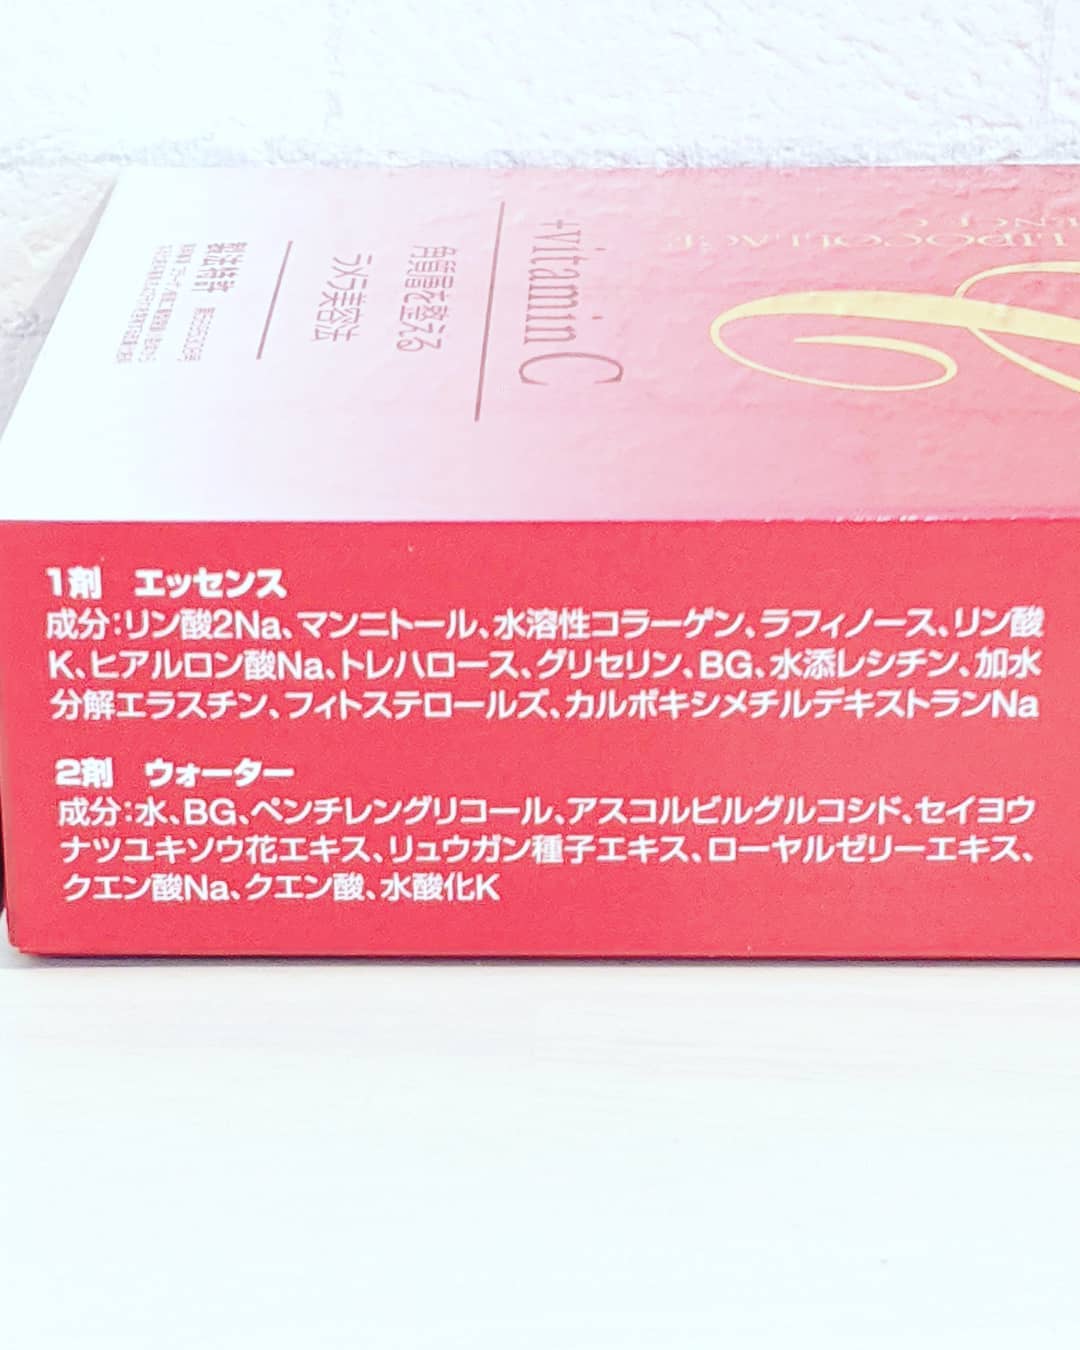 +vitamin C
角質層を整える
ラメラ美容法
製法特許
1剤　エッセンス
成分:リン酸2Na、マンニトール、水溶性コラーゲン、ラフィノース、リン酸
K、ヒアルロン酸Na、トレハロース、グリセリン、BG、水添レシチン、加水
分解エラスチン、フィトステロールズ、カルボキシメチルデキストランNa
2剤　ウォーター
成分:水、BG、ペンチレングリコール、アスコルビルグルコシド、セイヨウ
ナツユキソウ花エキス、リュウガン種子エキス、ローヤルゼリーエキス、
クエン酸Na、クエン酸、水酸化K